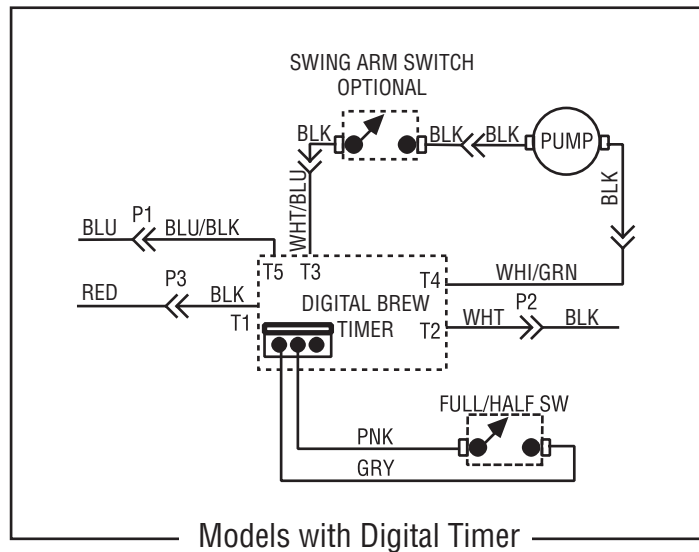 SWING ARM SWITCH
OPTIONAL
BLK
BLK
BLK
PUMP
BLK
WHT/BLU
BLU
P1
BLU/BLK
T5
T3
T4
WHI/GRN
RED
P3
BLK
T1
DIGITAL BREW
TIMER
T2
WHT
P2
BLK
FULL/HALF SW
PNK
GRY
Models with Digital Timer